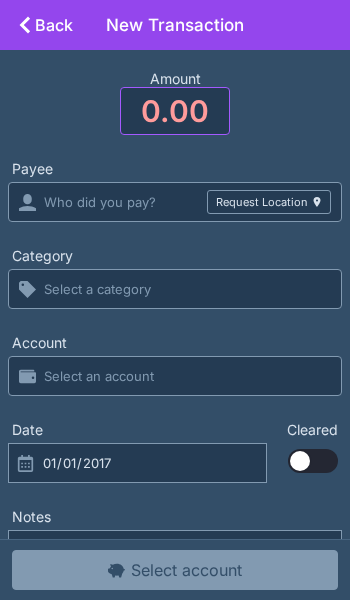 Back
New Transaction
Amount
0.00
Payee
Who did you pay?
Request Location
Category
Select a category
Account
Select an account
Date
Cleared
01/01/2017
Notes
Select account